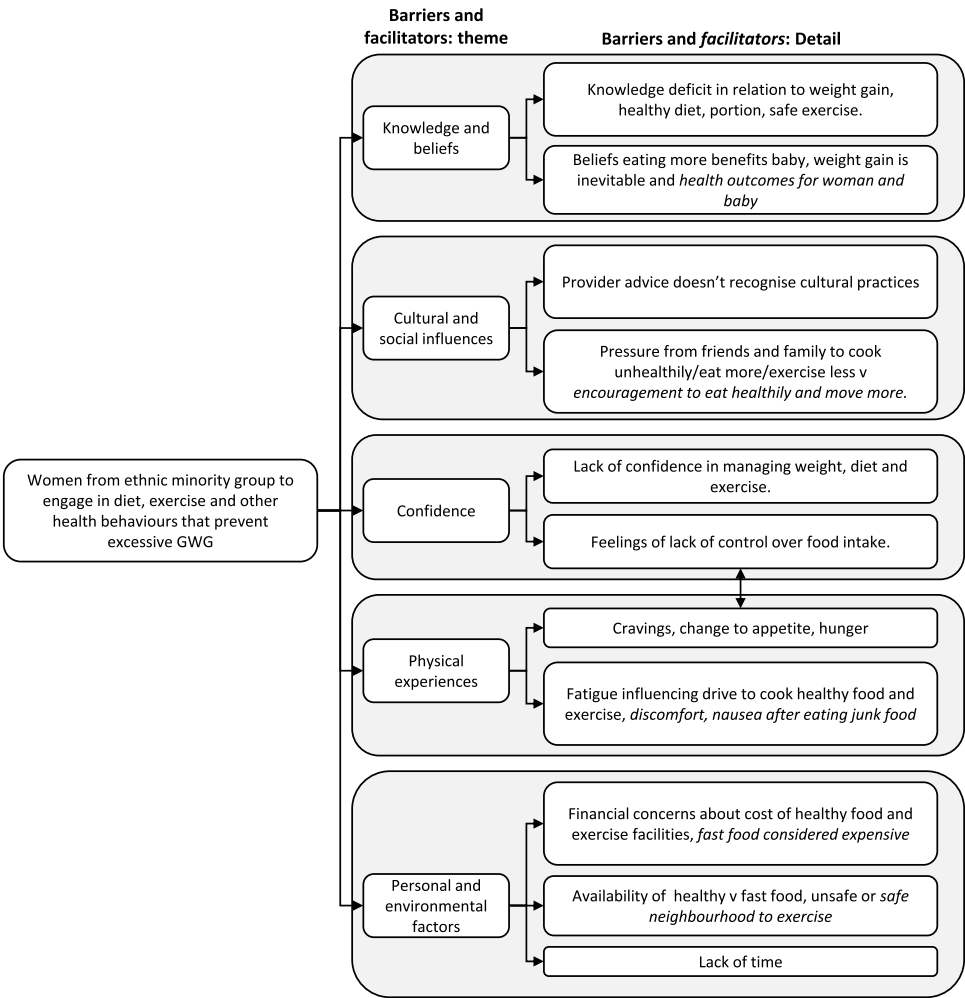 Barriers and
facilitators: theme
Barriers and facilitators: Detail
Women from ethnic minority group to
engage in diet, exercise and other
health behaviours that prevent
excessive GWG
Knowledge and
beliefs
Knowledge deficit in relation to weight gain,
healthy diet, portion, safe exercise.
Beliefs eating more benefits baby, weight gain is
inevitable and health outcomes for woman and
baby
Cultural and
social influences
Provider advice doesn’t recognise cultural practices
Pressure from friends and family to cook
unhealthily/eat more/exercise less v
encouragement to eat healthily and move more.
Confidence
Lack of confidence in managing weight, diet and
exercise.
Feelings of lack of control over food intake.
Physical
experiences
Cravings, change to appetite, hunger
Fatigue influencing drive to cook healthy food and
exercise, discomfort, nausea after eating junk food
Personal and
environmental
factors
Financial concerns about cost of healthy food and
exercise facilities, fast food considered expensive
Availability of healthy v fast food, unsafe or safe
neighbourhood to exercise
Lack of time